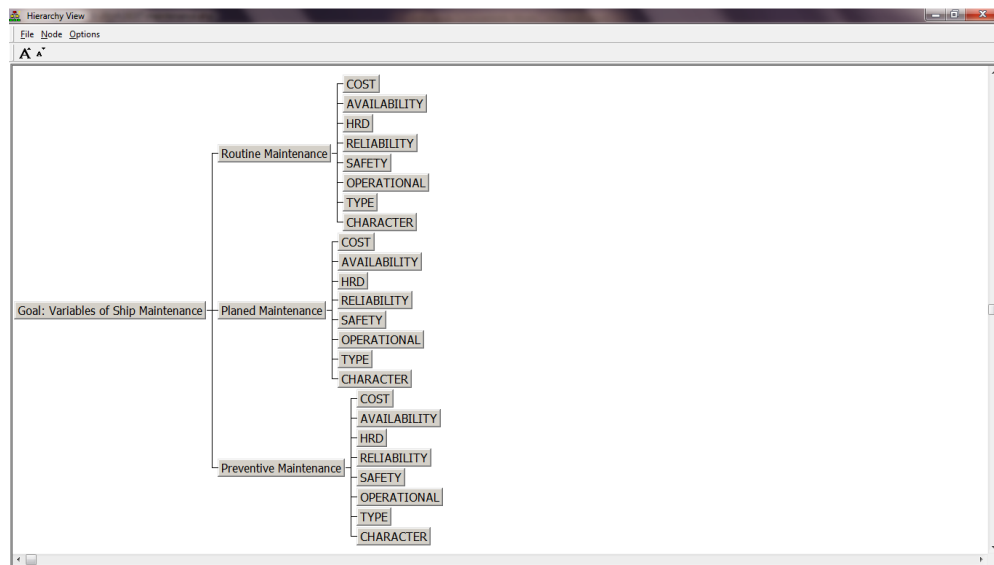 Hierarchy View
File Node Options
A A
COST
AVAILABILITY
HRD
RELIABILITY
SAFETY
OPERATIONAL
TYPE
CHARACTER
Routine Maintenance
COST
AVAILABILITY
HRD
RELIABILITY
SAFETY
OPERATIONAL
TYPE
CHARACTER
Goal: Variables of Ship Maintenance
Planed Maintenance
COST
AVAILABILITY
HRD
RELIABILITY
SAFETY
OPERATIONAL
TYPE
CHARACTER
Preventive Maintenance